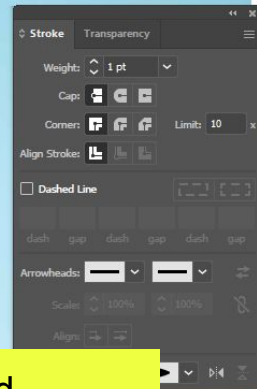 Stroke Transparency
Weight: 1 pt
Cap:
Corner: Limit: 10 x
Align Stroke:
Dashed Line
dash gap dash gap dash gap
Arrowheads:
Scale: 100% 100%
Align: